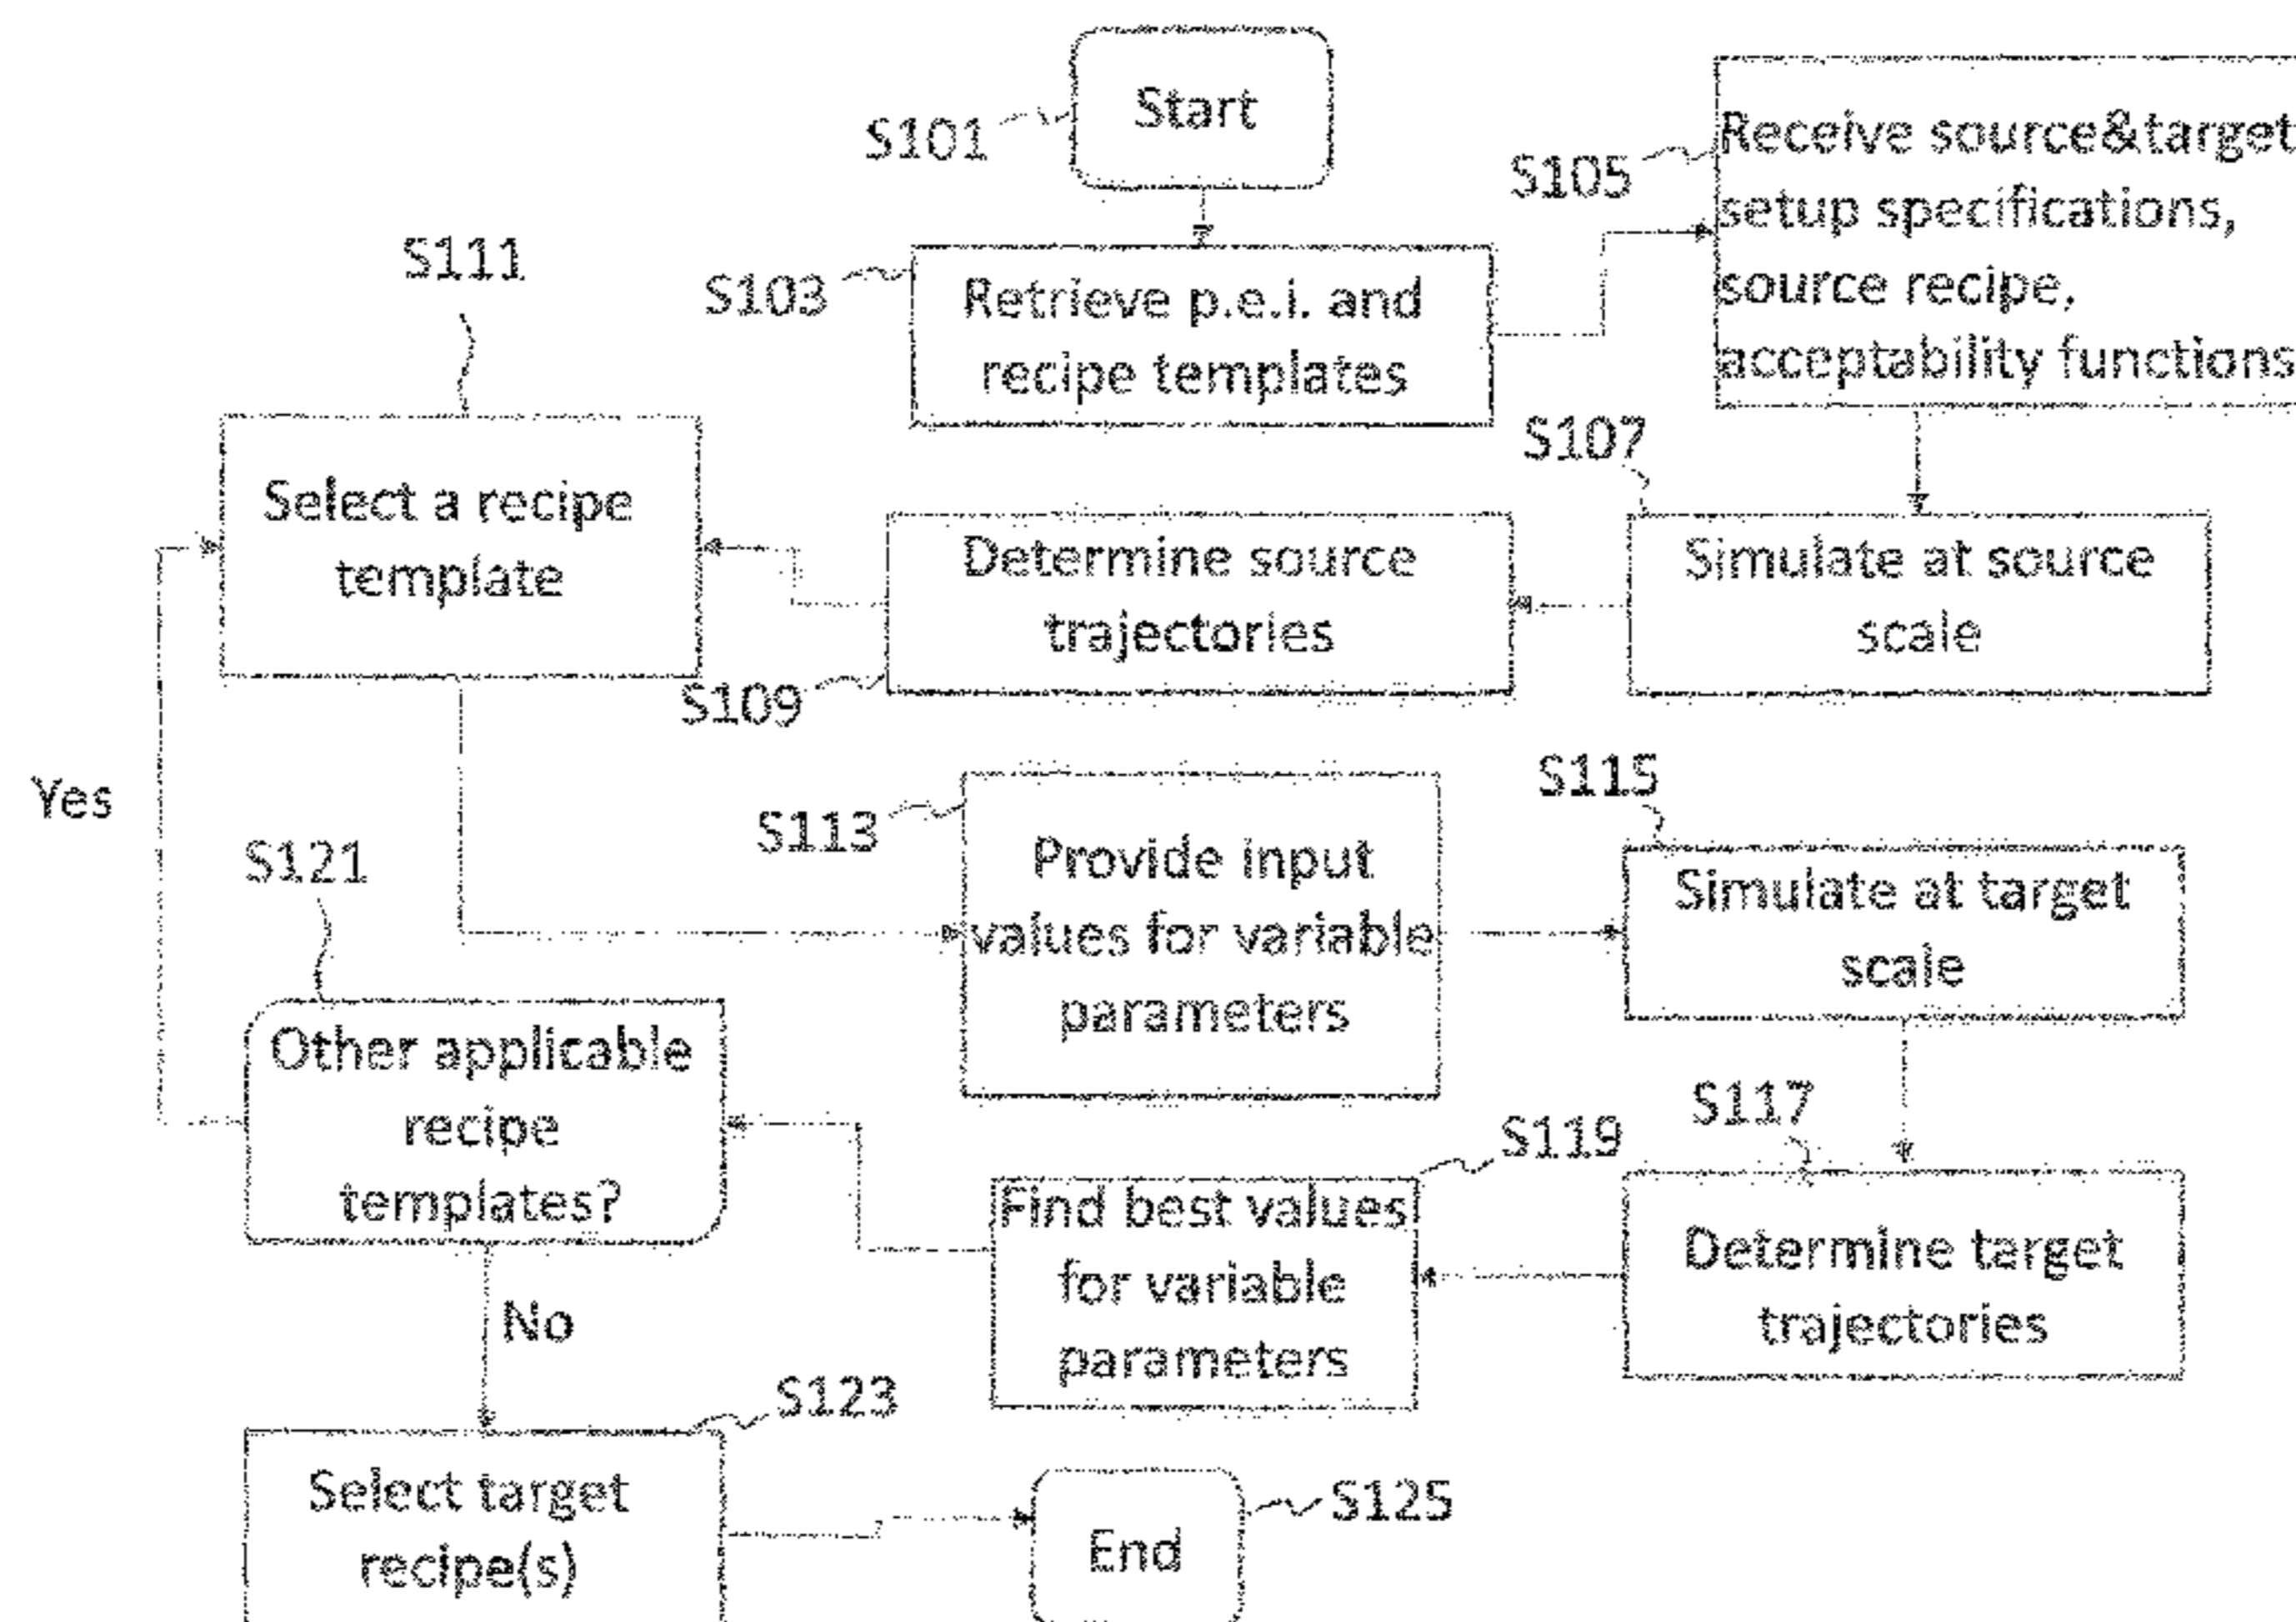 Start
S101
S103
Retrieve p.e.i. and
recipe templates
S105
Receive source&target
setup specifications,
source recipe,
acceptability functions
S107
Simulate at source
scale
Determine source
trajectories
S109
S111
Select a recipe
template
S113
Provide input
values for variable
parameters
S115
Simulate at target
scale
S117
Determine target
trajectories
S119
Find best values
for variable
parameters
S121
Other applicable
recipe
templates?
Yes
No
S123
Select target
recipe(s)
End
S125